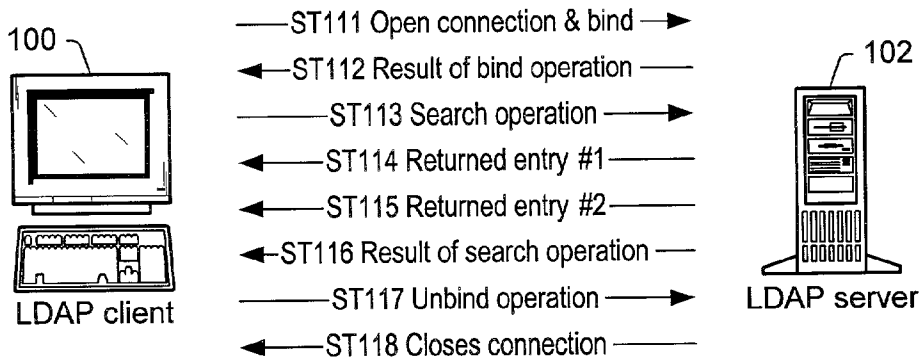 100
ST111 Open connection & bind
ST112 Result of bind operation
ST113 Search operation
ST114 Returned entry #1
ST115 Returned entry #2
ST116 Result of search operation
ST117 Unbind operation
ST118 Closes connection
LDAP client
102
LDAP server